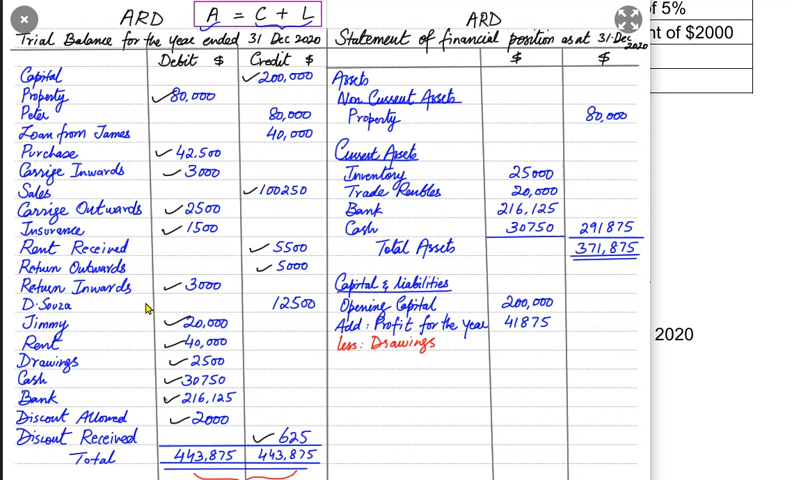 ARD
A = C + L
ARD
Trial Balance for the year ended 31 Dec 2020
Statement of financial position as at 31 Dec 2020
Debit $ Credit $
$ $
Capital 200,000
Property 80,000
Peter 80,000
Loan from James 40,000
Purchase 42,500
Carrige Inwards 3000
Sales 100250
Carrige Outwards 2500
Insurance 1500
Rent Received 5500
Return Outwards 5000
Return Inwards 3000
D. Souza 12500
Jimmy 20,000
Rent 40,000
Drawings 2500
Cash 30750
Bank 216,125
Discout Allowed 2000
Discout Received 625
Total 443,875 443,875
Assets
Non Current Assets
Property 80,000
Current Assets
Inventory 25000
Trade 20,000
Bank 216,125
Cash 30750 291875
Total Assets 371,875
Capital & liabilities
Opening Capital 200,000
Add: Profit for the year 41875
less: Drawings
of 5%
nt of $2000
2020